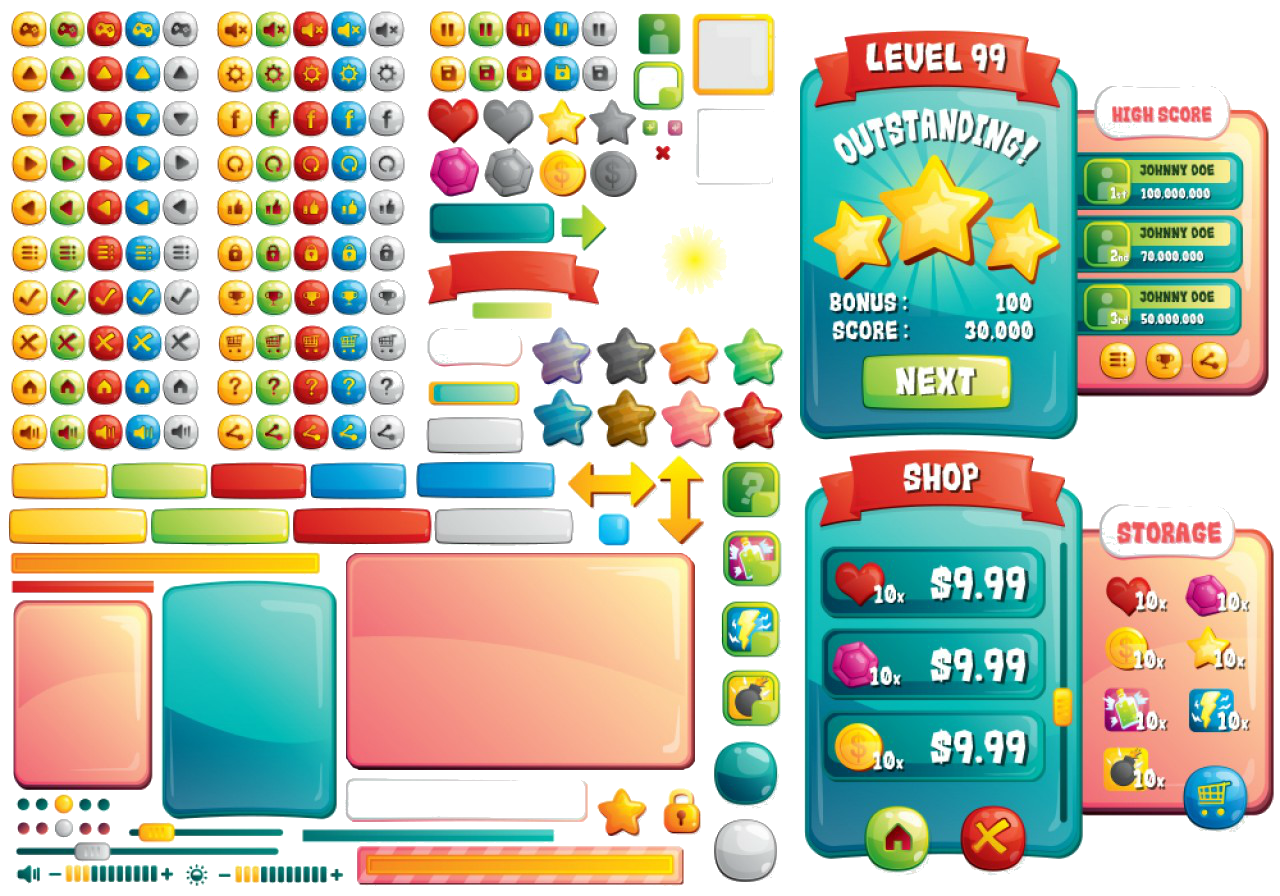 LEVEL 99
OUTSTANDING!
BONUS: 100
SCORE: 30,000
NEXT
HIGH SCORE
JOHNNY DOE
1st 100.000.000
JOHNNY DOE
2nd 70.000.000
JOHNNY DOE
3rd 50.000.000
SHOP
10x $9.99
10x $9.99
10x $9.99
STORAGE
10x 10x
10x 10x
10x 10x
10x